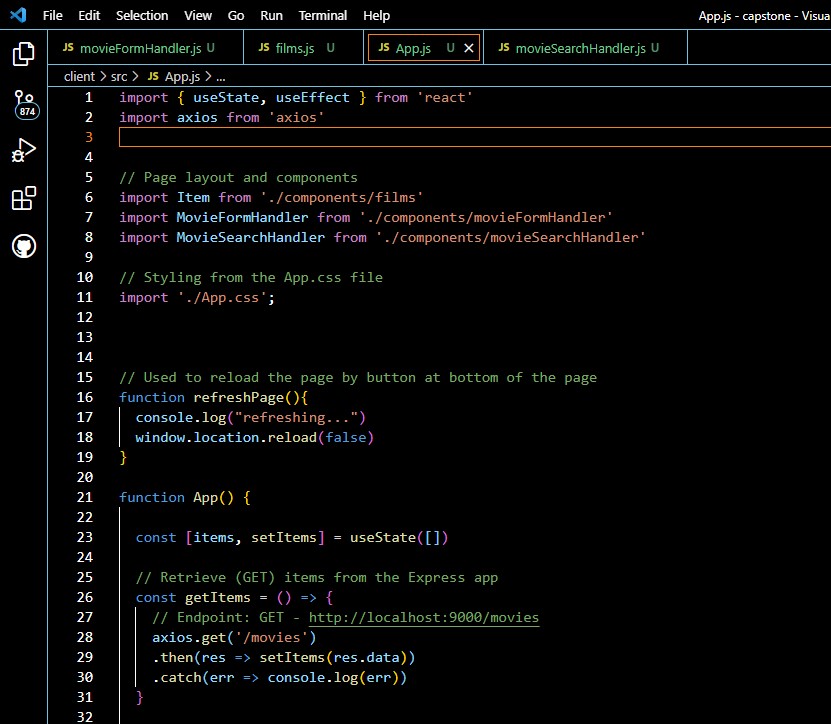 File Edit Selection View Go Run Terminal Help App.js - capstone - Visua
JS movieFormHandler.js U JS films.js U JS App.js U JS movieSearchHandler.js U
client > src > JS App.js > ...
874
1 import { useState, useEffect } from 'react'
2 import axios from 'axios'
3
4
5 // Page layout and components
6 import Item from './components/films'
7 import MovieFormHandler from './components/movieFormHandler'
8 import MovieSearchHandler from './components/movieSearchHandler'
9
10 // Styling from the App.css file
11 import './App.css';
12
13
14
15 // Used to reload the page by button at bottom of the page
16 function refreshPage(){
17 console.log("refreshing...")
18 window.location.reload(false)
19 }
20
21 function App() {
22
23 const [items, setItems] = useState([])
24
25 // Retrieve (GET) items from the Express app
26 const getItems = () => {
27 // Endpoint: GET - http://localhost:9000/movies
28 axios.get('/movies')
29 .then(res => setItems(res.data))
30 .catch(err => console.log(err))
31 }
32